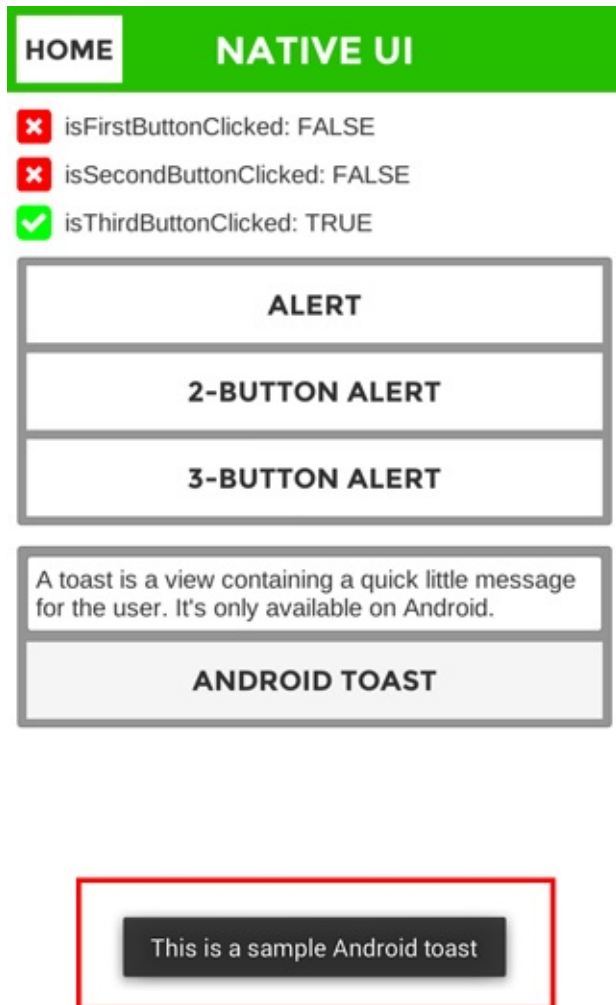 HOME
NATIVE UI
isFirstButtonClicked: FALSE
isSecondButtonClicked: FALSE
isThirdButtonClicked: TRUE
ALERT
2-BUTTON ALERT
3-BUTTON ALERT
A toast is a view containing a quick little message
for the user. It's only available on Android.
ANDROID TOAST
This is a sample Android toast